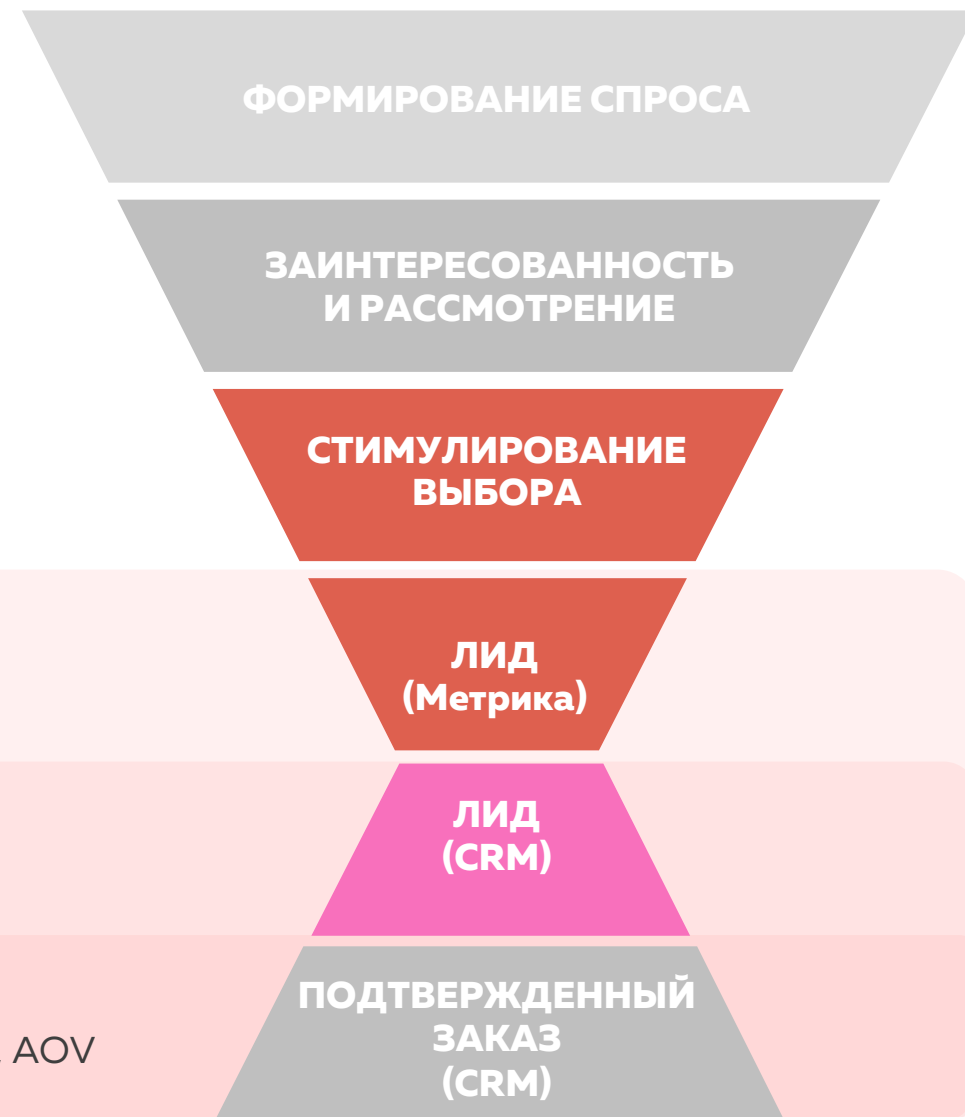 ФОРМИРОВАНИЕ СПРОСА
ЗАИНТЕРЕСОВАННОСТЬ
И РАССМОТРЕНИЕ
СТИМУЛИРОВАНИЕ
ВЫБОРА
ЛИД
(Метрика)
ЛИД
(CRM)
ПОДТВЕРЖДЕННЫЙ
ЗАКАЗ
(CRM)
AOV